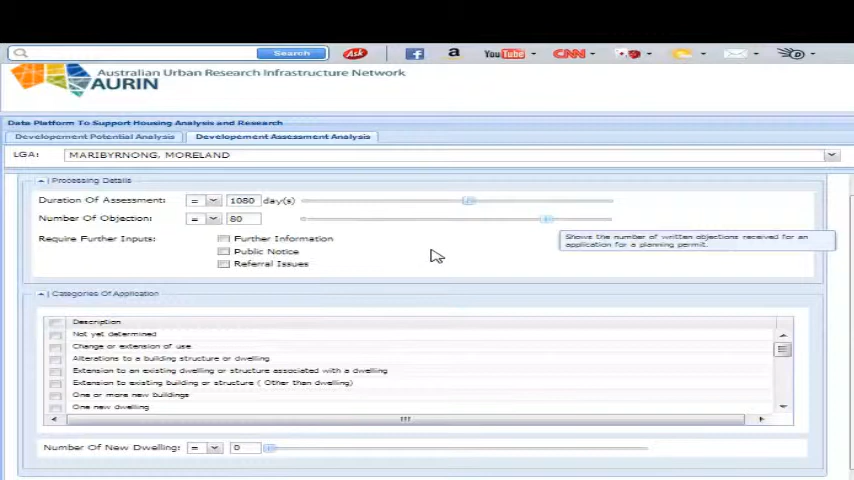 Search
Ask
You Tube
CNN
Australian Urban Research Infrastructure Network
AURIN
Data Platform To Support Housing Analysis and Research
Developement Potential Analysis
Developement Assessment Analysis
LGA: MARIBYRNONG, MORELAND
Processing Details
Duration Of Assessment: = 1080 day(s)
Number Of Objection: = 80
Shows the number of written objections received for an
application for a planning permit.
Require Further Inputs: Further Information
Public Notice
Referral Issues
Categories Of Application
Description
Not yet determined
Change or extension of use
Alterations to a building structure or dwelling
Extension to an existing dwelling or structure associated with a dwelling
Extension to existing building or structure ( Other than dwelling)
One or more new buildings
One new dwelling
Number Of New Dwelling: = 0